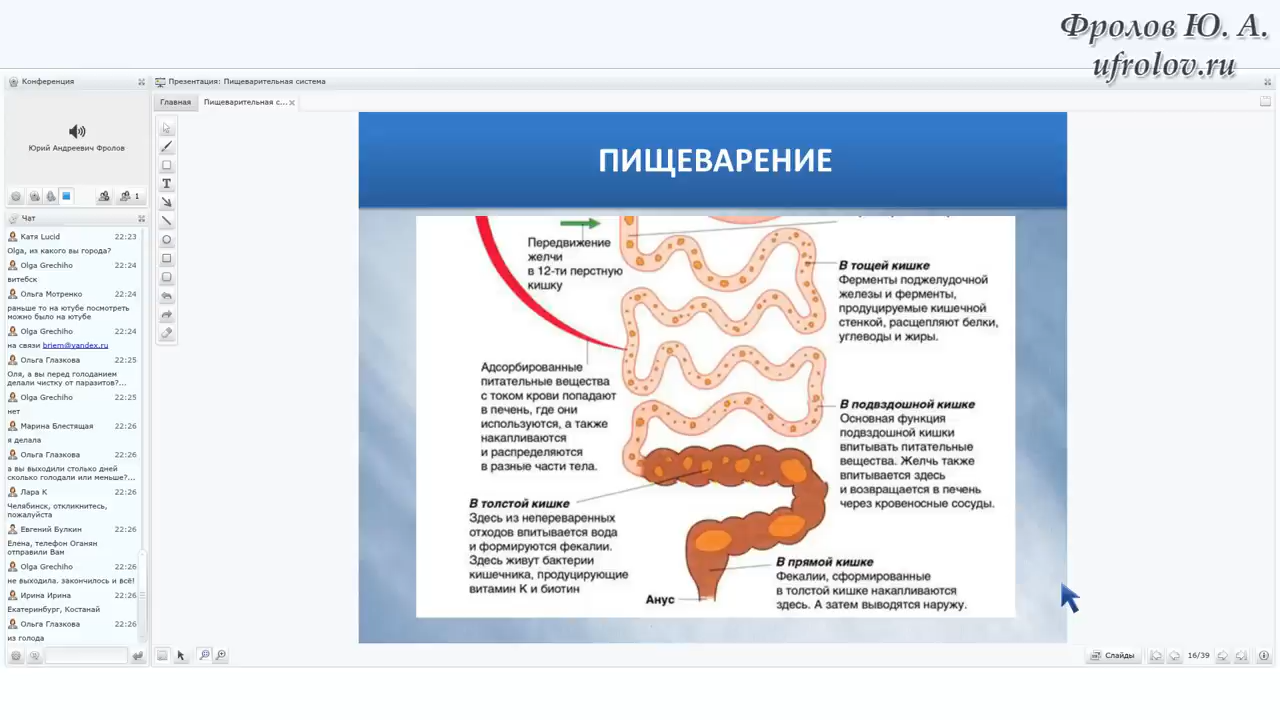 Фролов Ю. А.
ufrolov.ru
Конференция
Юрий Андреевич Фролов
1
Чат
Катя Lucid 22:23
Olga, из какого вы города?
Olga Grechiho 22:24
витебск
Ольга Мотренко 22:24
раньше то на ютубе посмотреть
можно было на ютубе
Olga Grechiho 22:24
на связи briem@yandex.ru
Ольга Глазкова 22:25
Оля, а вы перед голоданием
делали чистку от паразитов?...
Olga Grechiho 22:25
нет
Марина Блестящая 22:26
я делала
Ольга Глазкова 22:26
а вы выходили столько дней
сколько голодали или меньше?...
Лара К 22:26
Челябинск, откликнитесь,
пожалуйста
Евгений Булкин 22:26
Елена, телефон Оганян
отправили Вам
Olga Grechiho 22:26
не выходила. закончилось и всё!
Ирина Ирина 22:26
Екатеринбург, Костанай
Ольга Глазкова 22:26
из голода
Презентация: Пищеварительная система
Главная
Пищеварительная с...
ПИЩЕВАРЕНИЕ
Передвижение
желчи
в 12-ти перстную
кишку
В тощей кишке
Ферменты поджелудочной
железы и ферменты,
продуцируемые кишечной
стенкой, расщепляют белки,
углеводы и жиры.
Адсорбированные
питательные вещества
с током крови попадают
в печень, где они
используются, а также
накапливаются
и распределяются
в разные части тела.
В подвздошной кишке
Основная функция
подвздошной кишки
впитывать питательные
вещества. Желчь также
впитывается здесь
и возвращается в печень
через кровеносные сосуды.
В толстой кишке
Здесь из непереваренных
отходов впитывается вода
и формируются фекалии.
Здесь живут бактерии
кишечника, продуцирующие
витамин К и биотин
В прямой кишке
Фекалии, сформированные
в толстой кишке накапливаются
здесь. А затем выводятся наружу.
Анус
Слайды
16/39